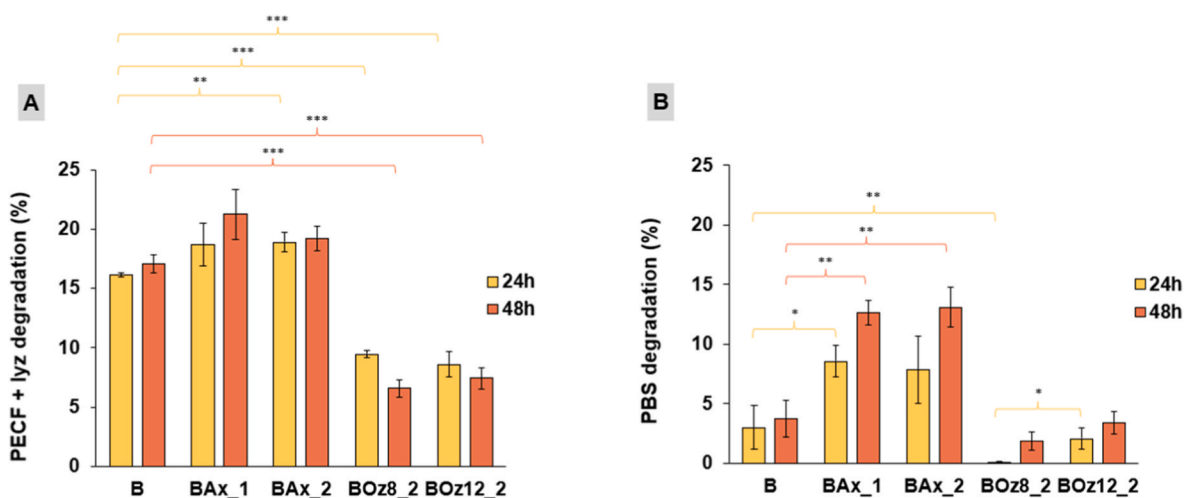 A
***
***
**
***
***
PECF + lyz degradation (%)
25
20
15
10
5
0
B BAx_1 BAx_2 BOz8_2 BOz12_2
24h
48h
B
**
**
**
*
*
PBS degradation (%)
25
20
15
10
5
0
B BAx_1 BAx_2 BOz8_2 BOz12_2
24h
48h